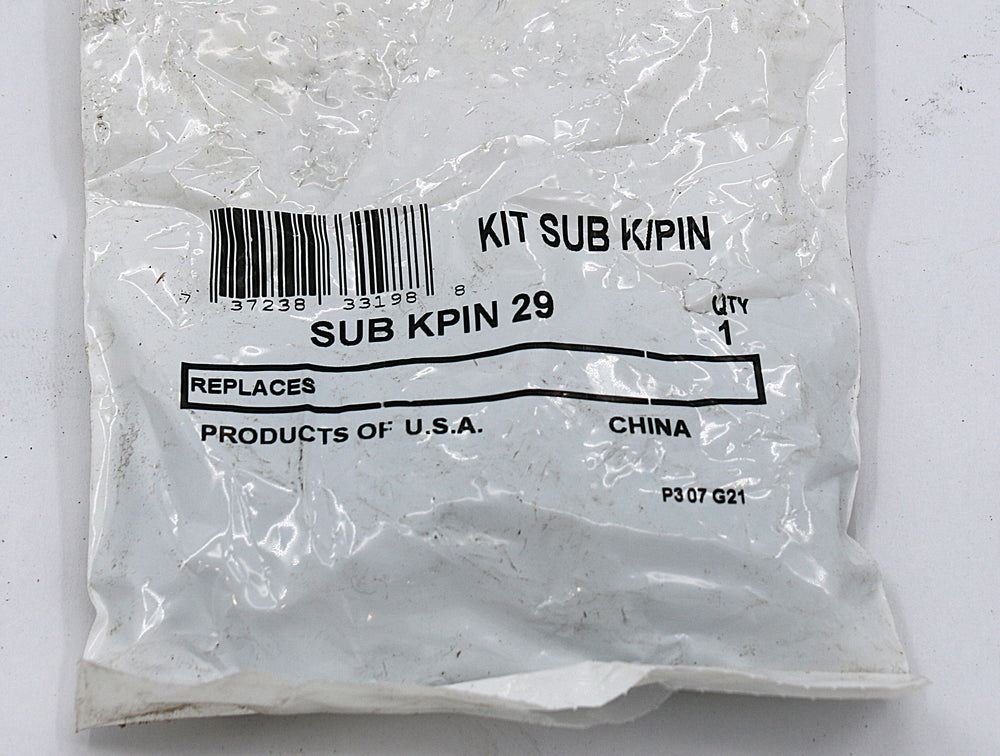 KIT SUB K/PIN
7 37238 33198 8
SUB KPIN 29
QTY
1
REPLACES
PRODUCTS OF U.S.A. CHINA
P3 07 G21